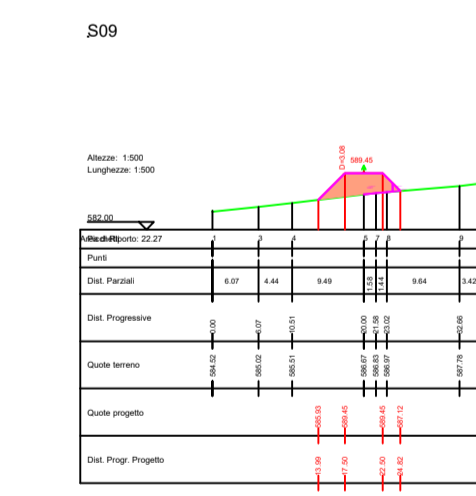 S09
Altezze: 1:500
Lunghezze: 1:500
D=3.08
589.45
582.00
Area di Riporto: 22.27
Picchetti
1 3 4 5 7 8 9
Punti
Dist. Parziali 6.07 4.44 9.49 1.58 1.44 9.64 3.42
Dist. Progressive 0.00 6.07 10.51 20.00 21.58 23.02 32.66
Quote terreno 584.52 585.02 585.51 586.67 586.83 586.97 587.78
Quote progetto 585.93 589.45 589.45 587.12
Dist. Progr. Progetto 13.99 17.50 22.50 24.82